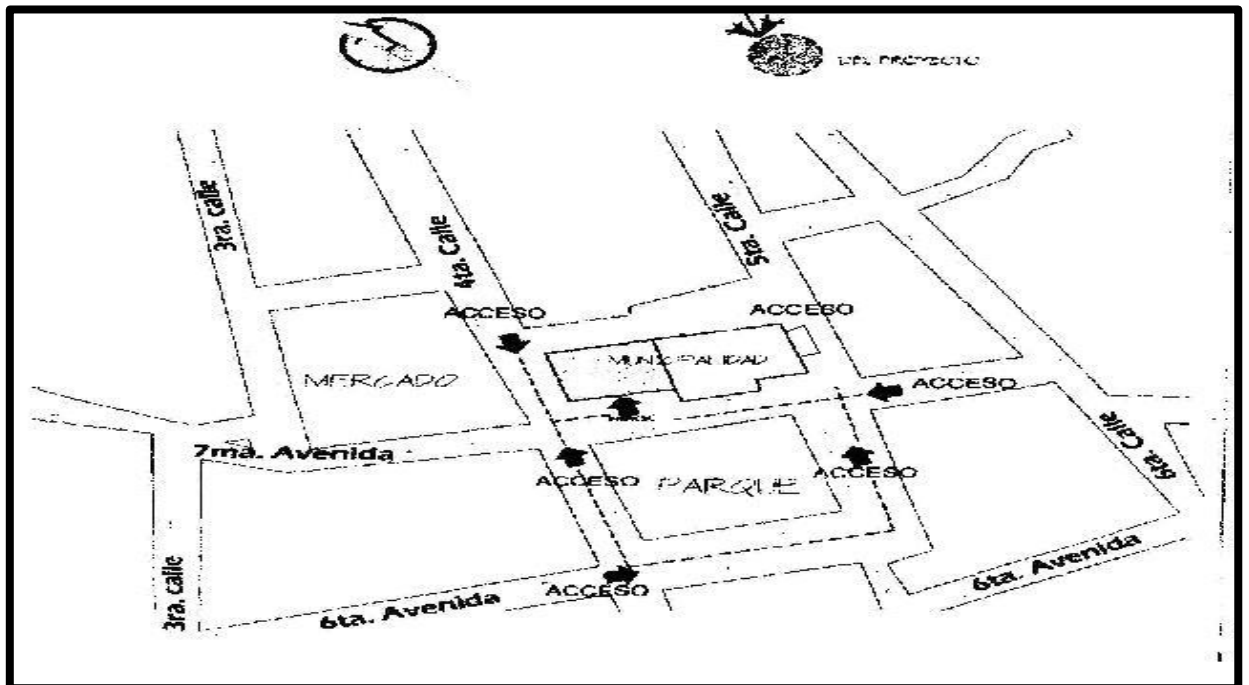 DEL PROYECTO
3ra. calle
4ta. Calle
5ta. Calle
ACCESO
ACCESO
MUNICIPALIDAD
MERCADO
ACCESO
7ma. Avenida
6ta. Calle
ACCESO
PARQUE
ACCESO
3ra. calle
ACCESO
6ta. Avenida
6ta. Avenida